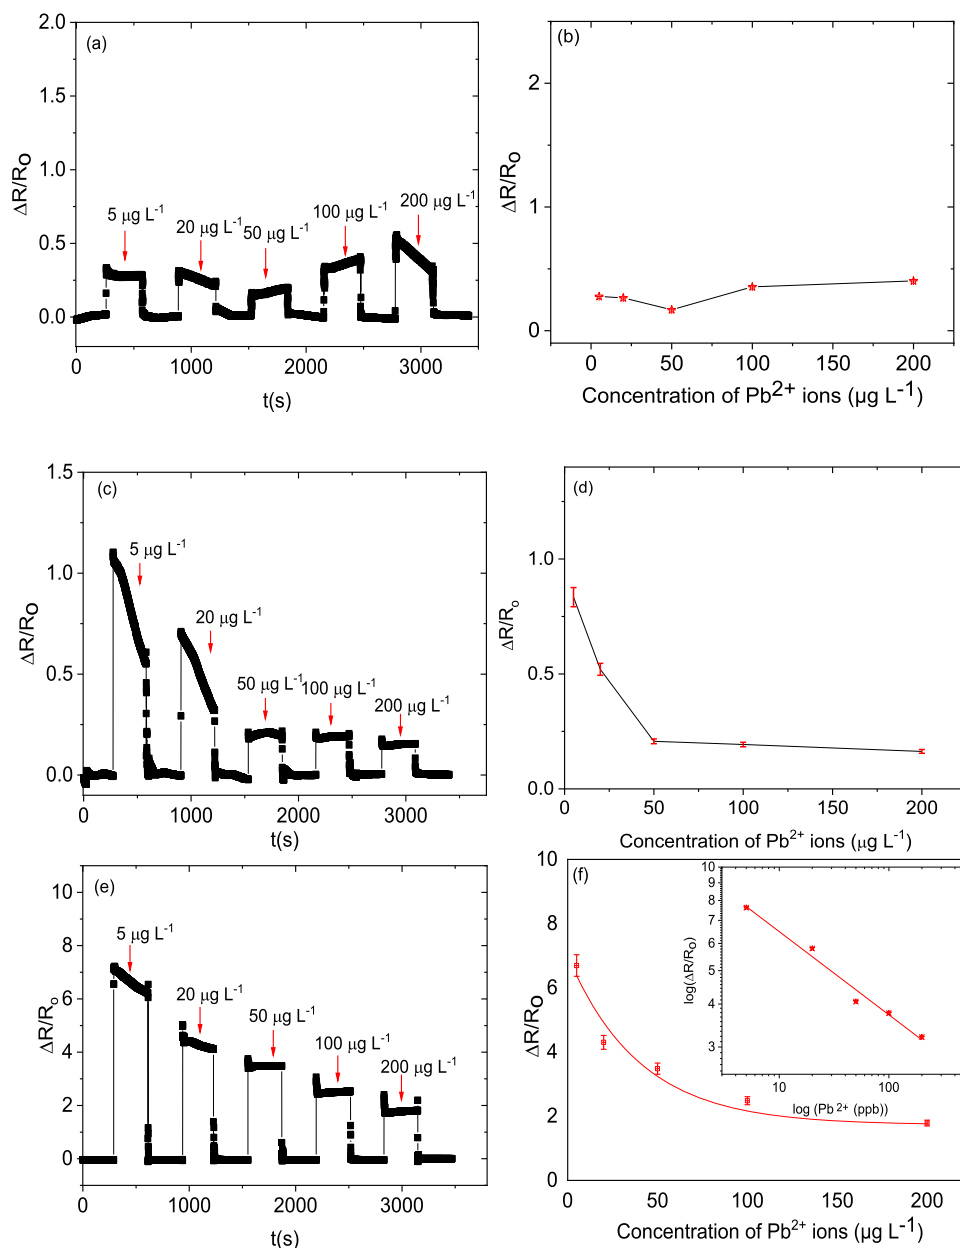 (a)
2.0
1.5
1.0
0.5
0.0
ΔR/Ro
5 μg L-1
20 μg L-1
50 μg L-1
100 μg L-1
200 μg L-1
0 1000 2000 3000
t(s)
(b)
2
1
0
ΔR/Ro
0 50 100 150 200
Concentration of Pb2+ ions (μg L-1)
(c)
1.5
1.0
0.5
0.0
ΔR/Ro
5 μg L-1
20 μg L-1
50 μg L-1
100 μg L-1
200 μg L-1
0 1000 2000 3000
t(s)
(d)
1.0
0.5
0.0
ΔR/Ro
0 50 100 150 200
Concentration of Pb2+ ions (μg L-1)
(e)
10
8
6
4
2
0
ΔR/Ro
5 μg L-1
20 μg L-1
50 μg L-1
100 μg L-1
200 μg L-1
0 1000 2000 3000
t(s)
(f)
10
8
6
4
2
0
ΔR/Ro
0 50 100 150 200
Concentration of Pb2+ ions (μg L-1)
10
9
8
7
6
5
4
3
log(ΔR/Ro)
10 100
log (Pb 2+ (ppb))